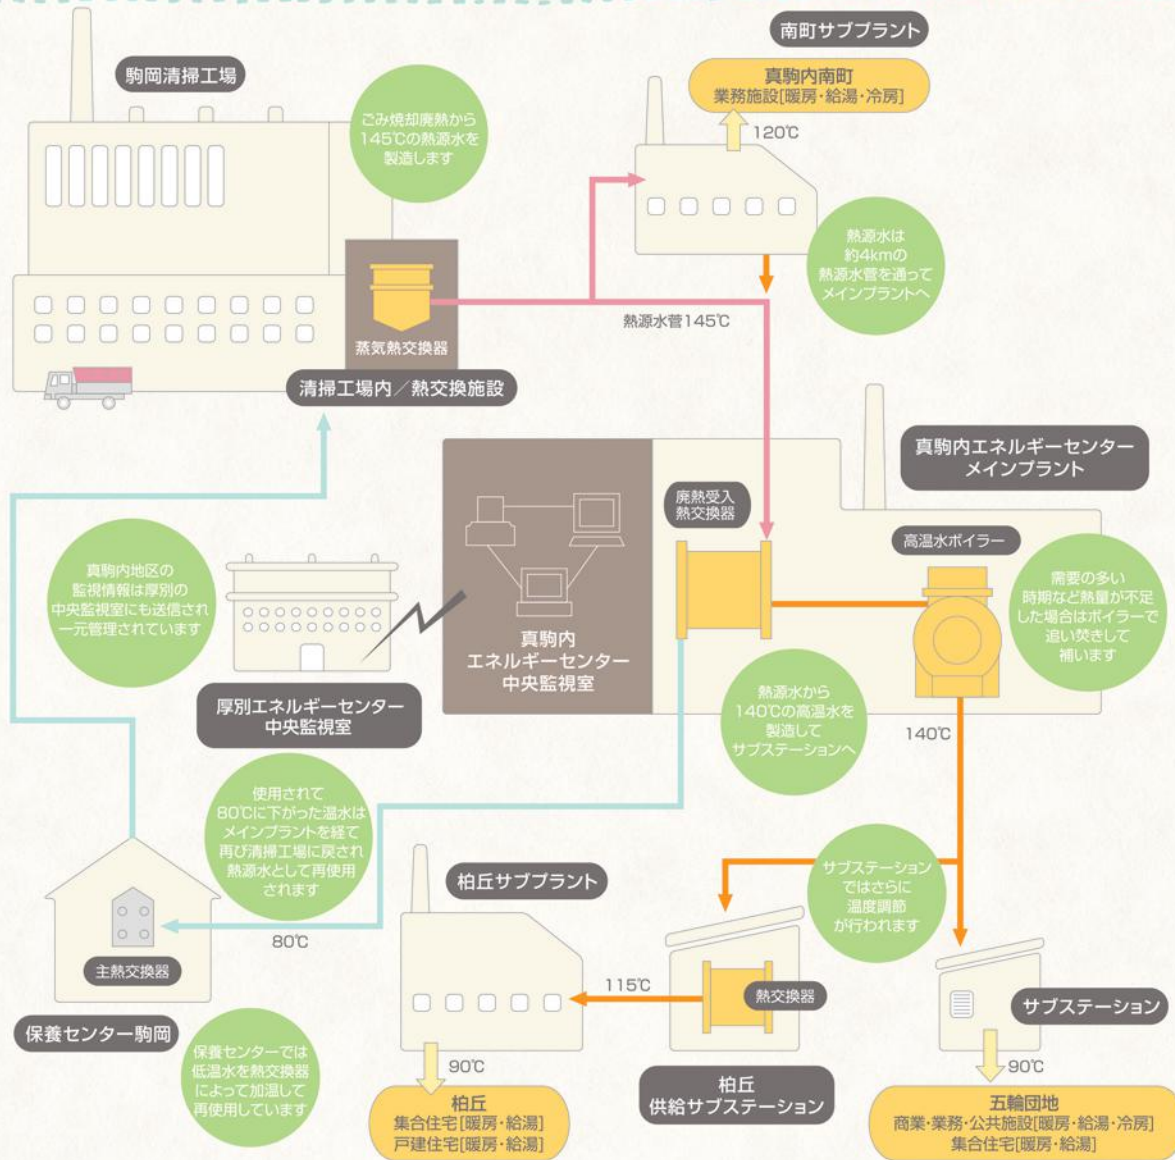 南町サブプラント
駒岡清掃工場
真駒内南町
業務施設[暖房・給湯・冷房]
ごみ焼却廃熱から
145℃の熱源水を
製造します
120℃
熱源水は
約4kmの
熱源水管を通って
メインプラントへ
熱源水管145℃
蒸気熱交換器
清掃工場内／熱交換施設
真駒内エネルギーセンター
メインプラント
廃熱受入
熱交換器
高温水ボイラー
真駒内地区の
監視情報は厚別の
中央監視室にも送信され
一元管理されています
需要の多い
時期など熱量が不足
した場合はボイラーで
追い焚きして
補います
真駒内
エネルギーセンター
中央監視室
厚別エネルギーセンター
中央監視室
熱源水から
140℃の高温水を
製造して
サブステーションへ
140℃
使用されて
80℃に下がった温水は
メインプラントを経て
再び清掃工場に戻され
熱源水として再使用
されます
柏丘サブプラント
サブステーション
ではさらに
温度調節
が行われます
80℃
主熱交換器
115℃
熱交換器
サブステーション
保養センター駒岡
保養センターでは
低温水を熱交換器
によって加温して
再使用しています
90℃
柏丘
供給サブステーション
90℃
柏丘
集合住宅[暖房・給湯]
戸建住宅[暖房・給湯]
五輪団地
商業・業務・公共施設[暖房・給湯・冷房]
集合住宅[暖房・給湯]